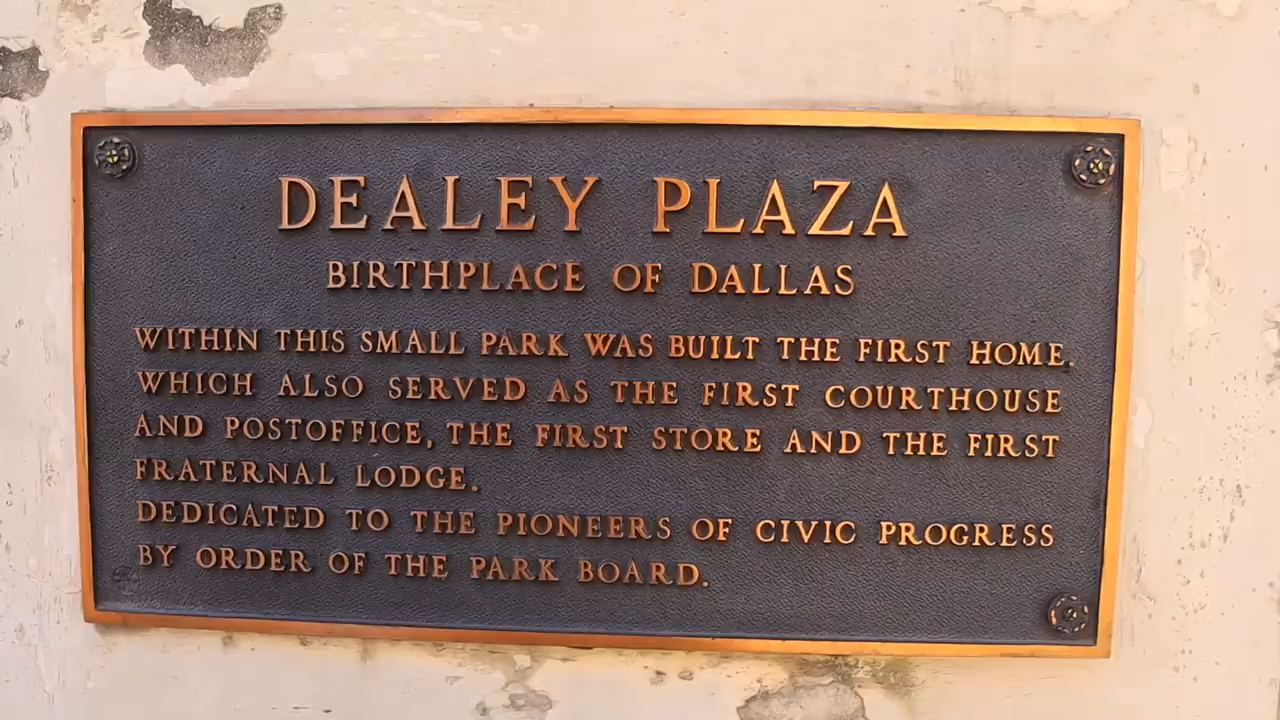 DEALEY PLAZA
BIRTHPLACE OF DALLAS
WITHIN THIS SMALL PARK WAS BUILT THE FIRST HOME.
WHICH ALSO SERVED AS THE FIRST COURTHOUSE
AND POSTOFFICE, THE FIRST STORE AND THE FIRST
FRATERNAL LODGE.
DEDICATED TO THE PIONEERS OF CIVIC PROGRESS
BY ORDER OF THE PARK BOARD.